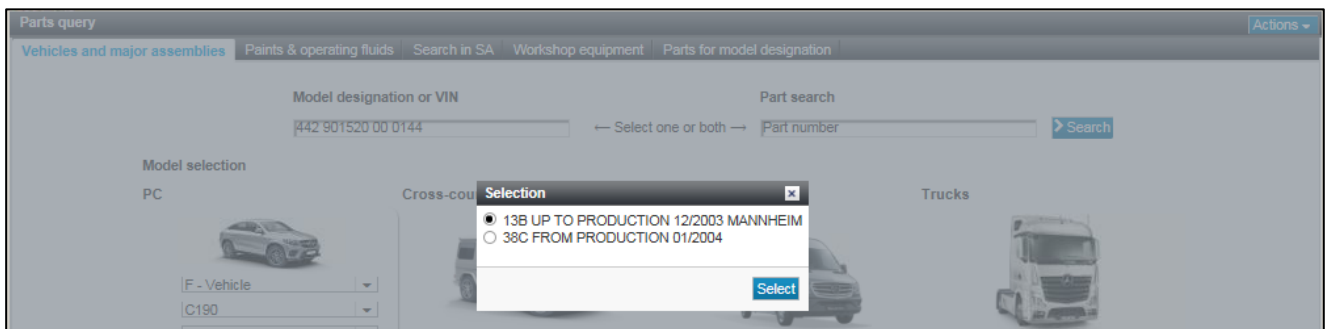 Parts query
Actions
Vehicles and major assemblies Paints & operating fluids Search in SA Workshop equipment Parts for model designation
Model designation or VIN Part search
442 901520 00 0144 ← Select one or both → Part number Search
Model selection
PC Cross-cou Trucks
Selection
13B UP TO PRODUCTION 12/2003 MANNHEIM
38C FROM PRODUCTION 01/2004
Select
F - Vehicle
C190